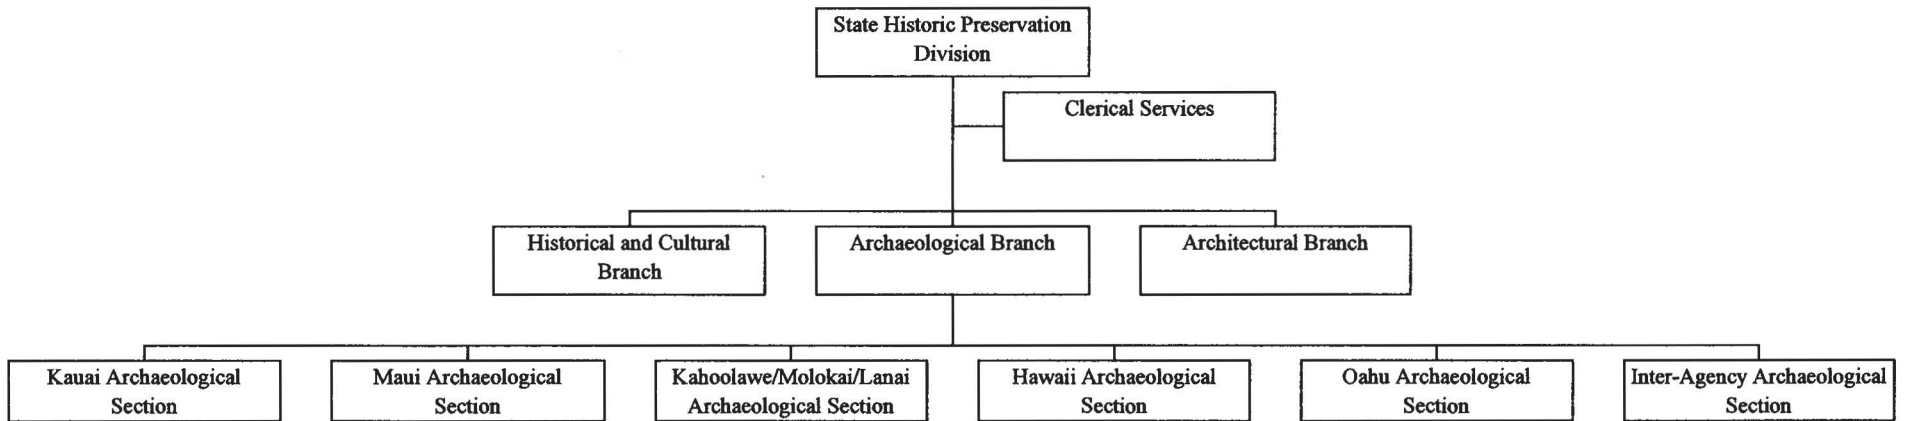 State Historic Preservation
Division
Clerical Services
Historical and Cultural
Branch
Archaeological Branch
Architectural Branch
Kauai Archaeological
Section
Maui Archaeological
Section
Kahoolawe/Molokai/Lanai
Archaeological Section
Hawaii Archaeological
Section
Oahu Archaeological
Section
Inter-Agency Archaeological
Section